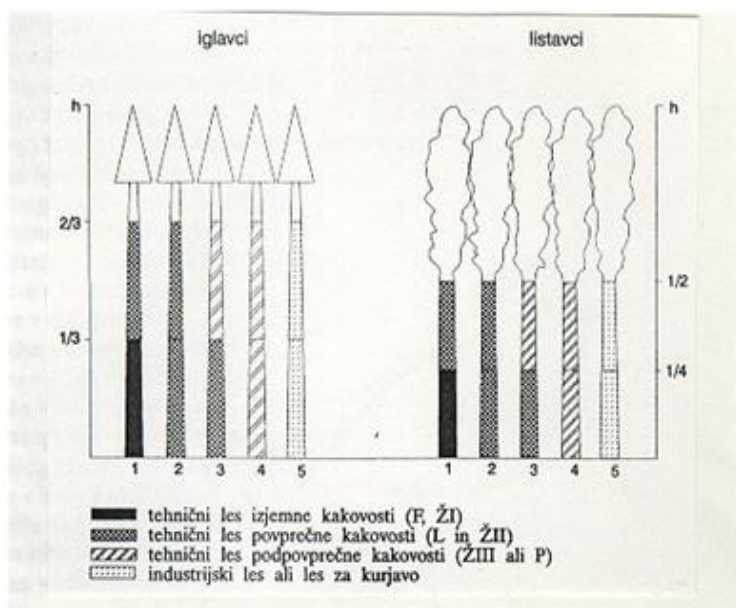 iglavci
listavci
h
h
2/3
1/3
1/2
1/4
1 2 3 4 5
1 2 3 4 5
tehnični les izjemne kakovosti (F, ŽI)
tehnični les povprečne kakovosti (L in ŽII)
tehnični les podpovprečne kakovosti (ŽIII ali P)
industrijski les ali les za kurjavo